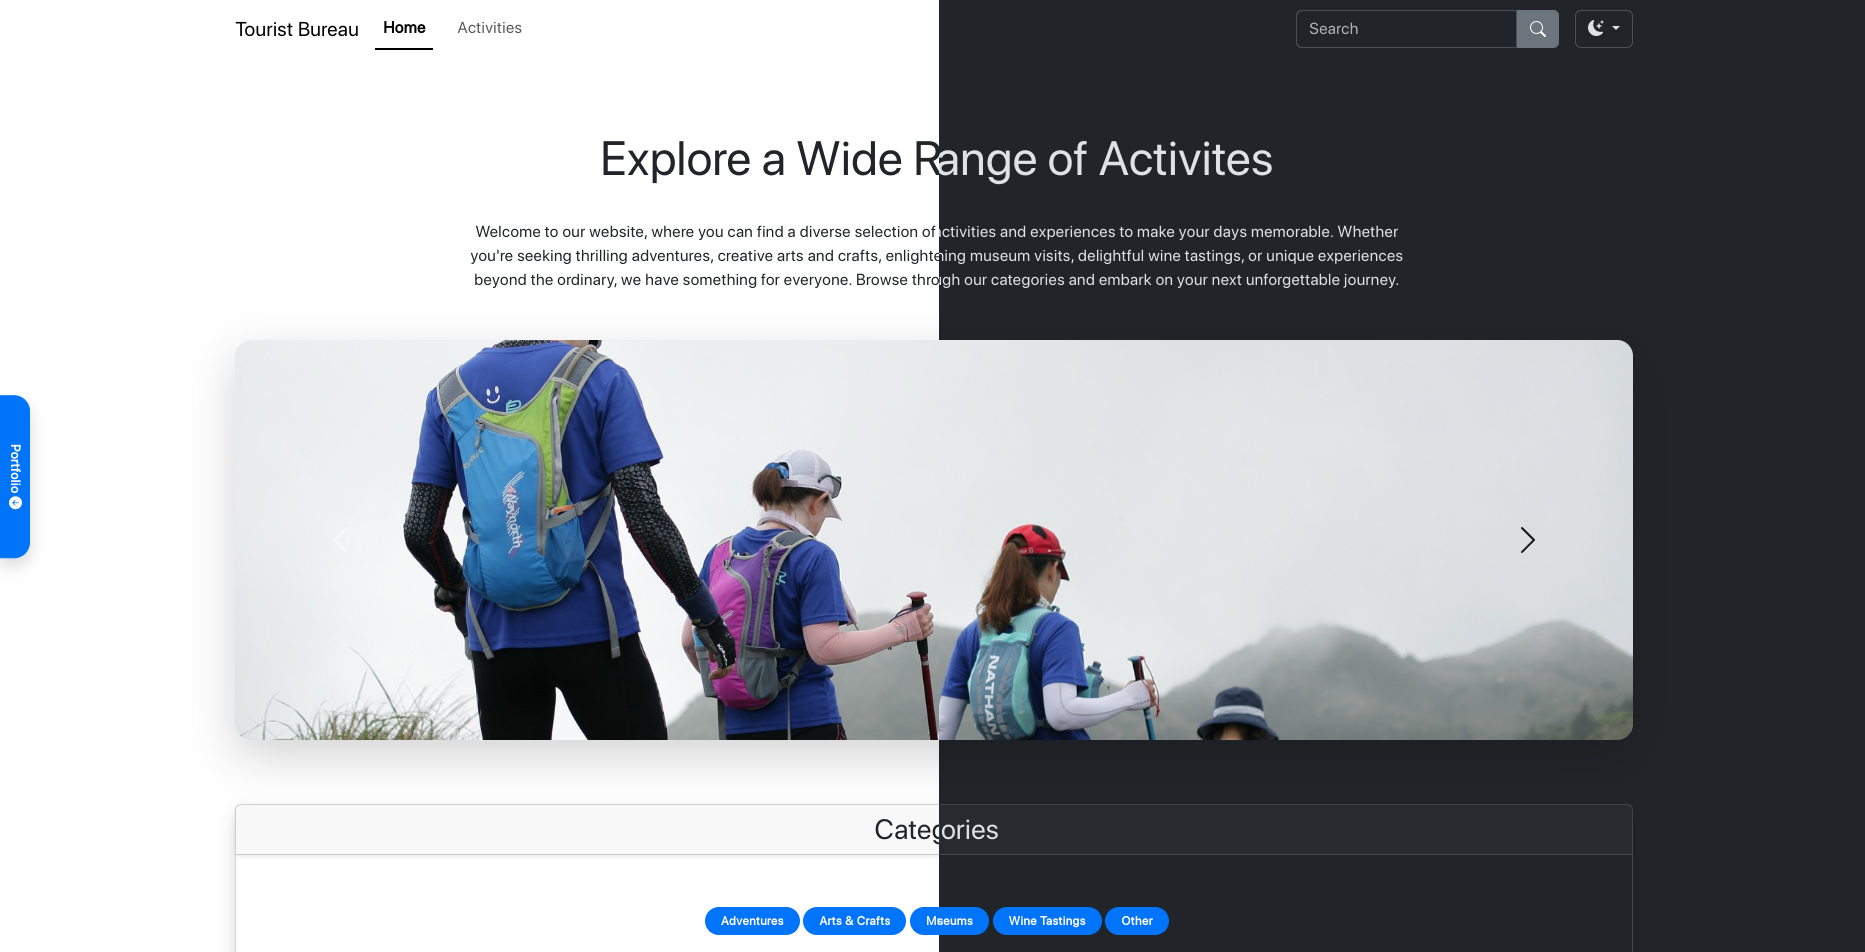 Tourist Bureau Home Activities Search
Explore a Wide Range of Activites
Welcome to our website, where you can find a diverse selection of ctivities and experiences to make your days memorable. Whether
you're seeking thrilling adventures, creative arts and crafts, enlightening museum visits, delightful wine tastings, or unique experiences
beyond the ordinary, we have something for everyone. Browse through our categories and embark on your next unforgettable journey.
Portfolio
Waynorth
NATHAN
Categories
Adventures Arts & Crafts Mseums Wine Tastings Other